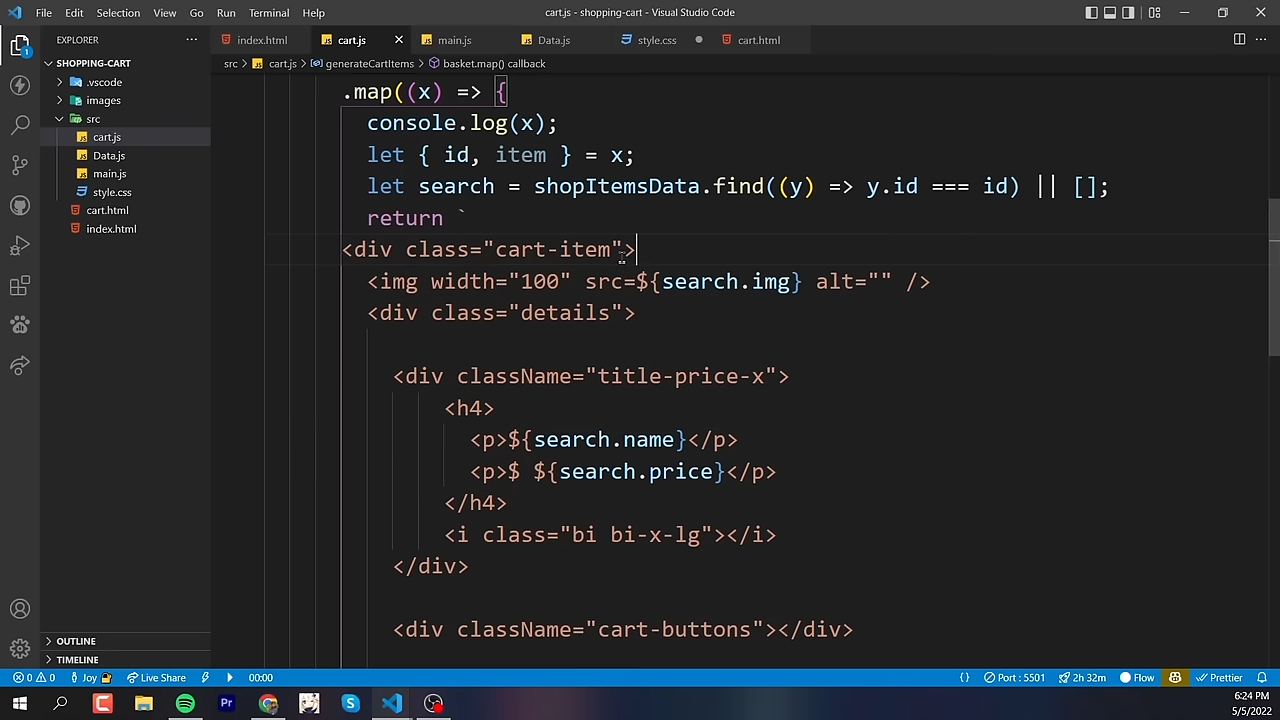 File Edit Selection View Go Run Terminal Help
cart.js - shopping-cart - Visual Studio Code
EXPLORER
index.html
cart.js
main.js
Data.js
style.css
cart.html
SHOPPING-CART
.vscode
images
src
cart.js
Data.js
main.js
style.css
cart.html
index.html
src > cart.js > generateCartItems > basket.map() callback
.map((x) => {
console.log(x);
let { id, item } = x;
let search = shopItemsData.find((y) => y.id === id) || [];
return `
<div class="cart-item">
<img width="100" src=${search.img} alt="" />
<div class="details">
<div className="title-price-x">
<h4>
<p>${search.name}</p>
<p>$ ${search.price}</p>
</h4>
<i class="bi bi-x-lg"></i>
</div>
<div className="cart-buttons"></div>
OUTLINE
TIMELINE
0 0 Joy Live Share 00:00
{} Port : 5501 2h 32m Flow Prettier
1
Pr
6:24 PM
5/5/2022